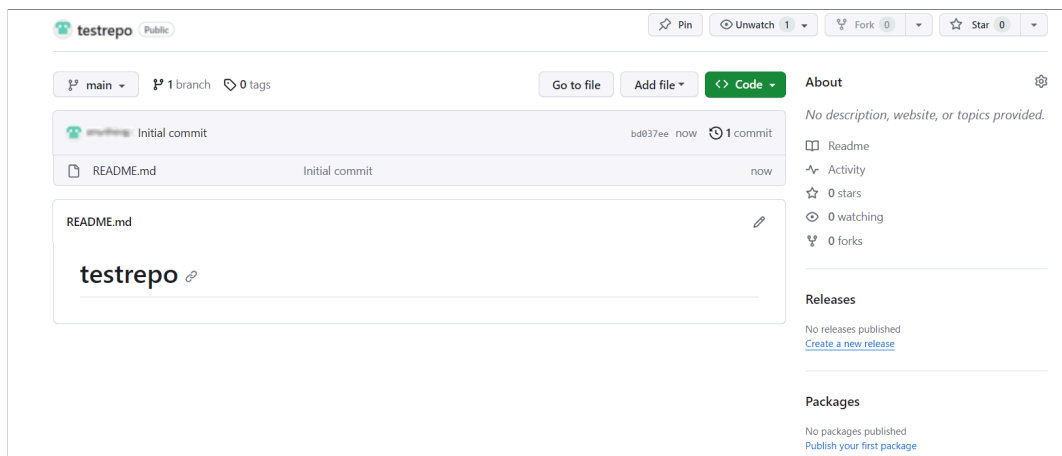 testrepo Public Pin Unwatch 1 Fork 0 Star 0
main 1 branch 0 tags Go to file Add file Code
Initial commit bd037ee now 1 commit
README.md Initial commit now
README.md
testrepo
About
No description, website, or topics provided.
Readme
Activity
0 stars
0 watching
0 forks
Releases
No releases published
Create a new release
Packages
No packages published
Publish your first package